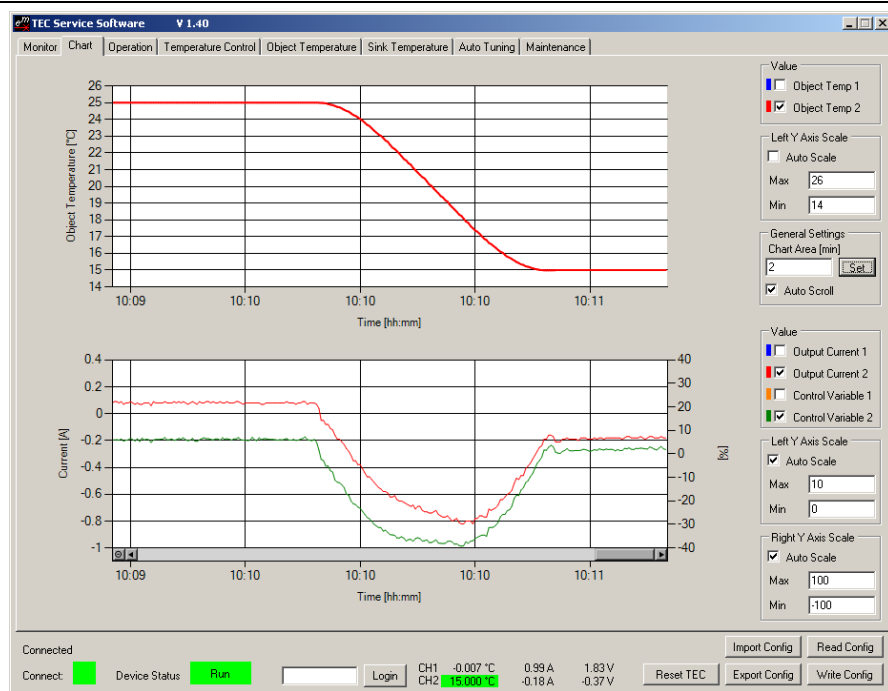 TEC Service Software V 1.40
Monitor Chart Operation Temperature Control Object Temperature Sink Temperature Auto Tuning Maintenance
Object Temperature [°C]
26
25
24
23
22
21
20
19
18
17
16
15
14
10:09 10:10 10:10 10:10 10:11
Time [hh:mm]
Value
Object Temp 1
Object Temp 2
Left Y Axis Scale
Auto Scale
Max 26
Min 14
General Settings
Chart Area [min]
2 Set
Auto Scroll
Current [A]
0.4
0.2
0
-0.2
-0.4
-0.6
-0.8
-1
40
30
20
10
0
-10
-20
-30
-40
[%]
10:09 10:10 10:10 10:10 10:11
Time [hh:mm]
Value
Output Current 1
Output Current 2
Control Variable 1
Control Variable 2
Left Y Axis Scale
Auto Scale
Max 10
Min 0
Right Y Axis Scale
Auto Scale
Max 100
Min -100
Connected
Connect: Device Status Run Login
CH1 -0.007 °C 0.99 A 1.83 V
CH2 15.000 °C -0.18 A -0.37 V
Reset TEC
Import Config Read Config
Export Config Write Config